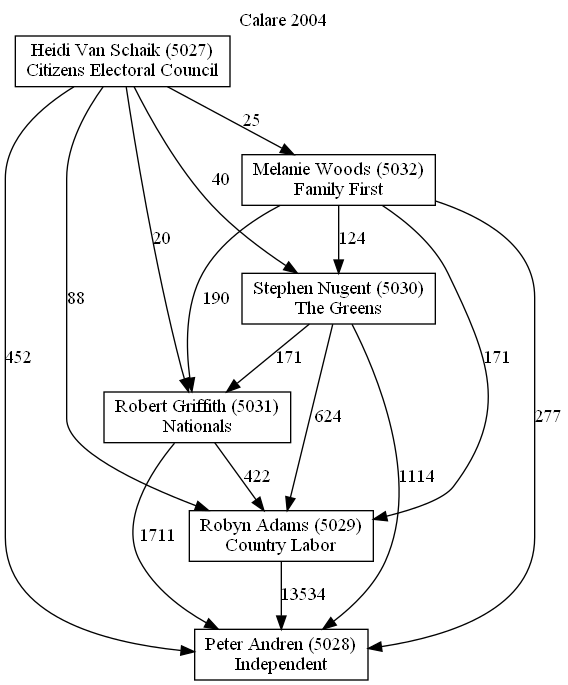 Calare 2004
Heidi Van Schaik (5027)
Citizens Electoral Council
25
Melanie Woods (5032)
Family First
40
20
124
190
Stephen Nugent (5030)
The Greens
88
452
171
171
277
Robert Griffith (5031)
Nationals
624
1114
422
1711
Robyn Adams (5029)
Country Labor
13534
Peter Andren (5028)
Independent